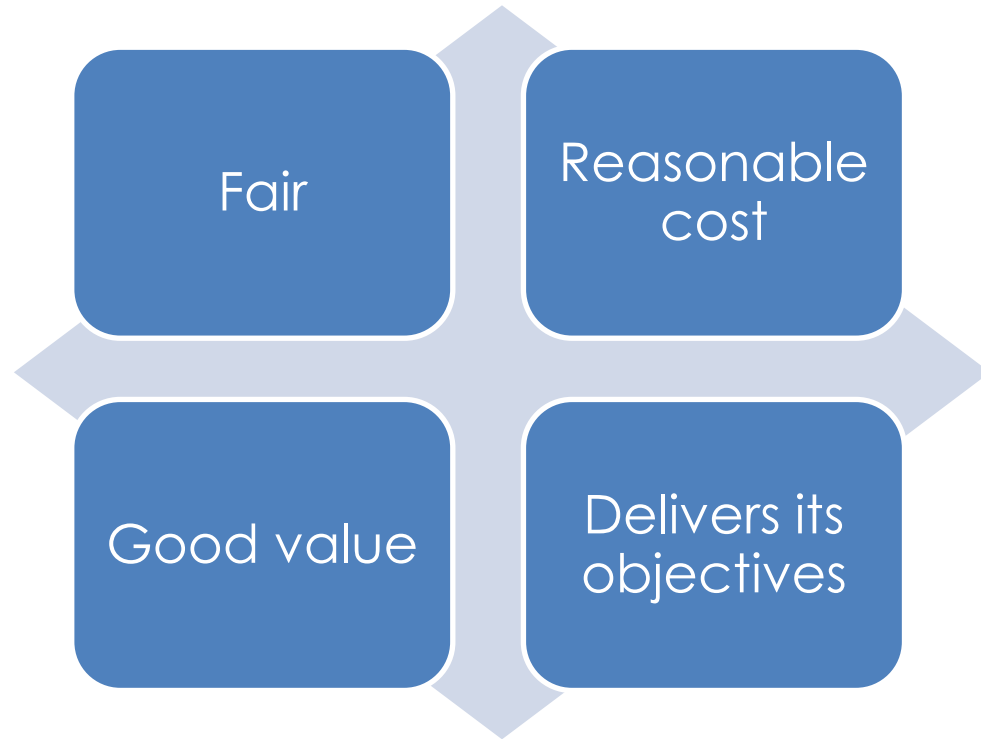 Fair
Reasonable
cost
Good value
Delivers its
objectives